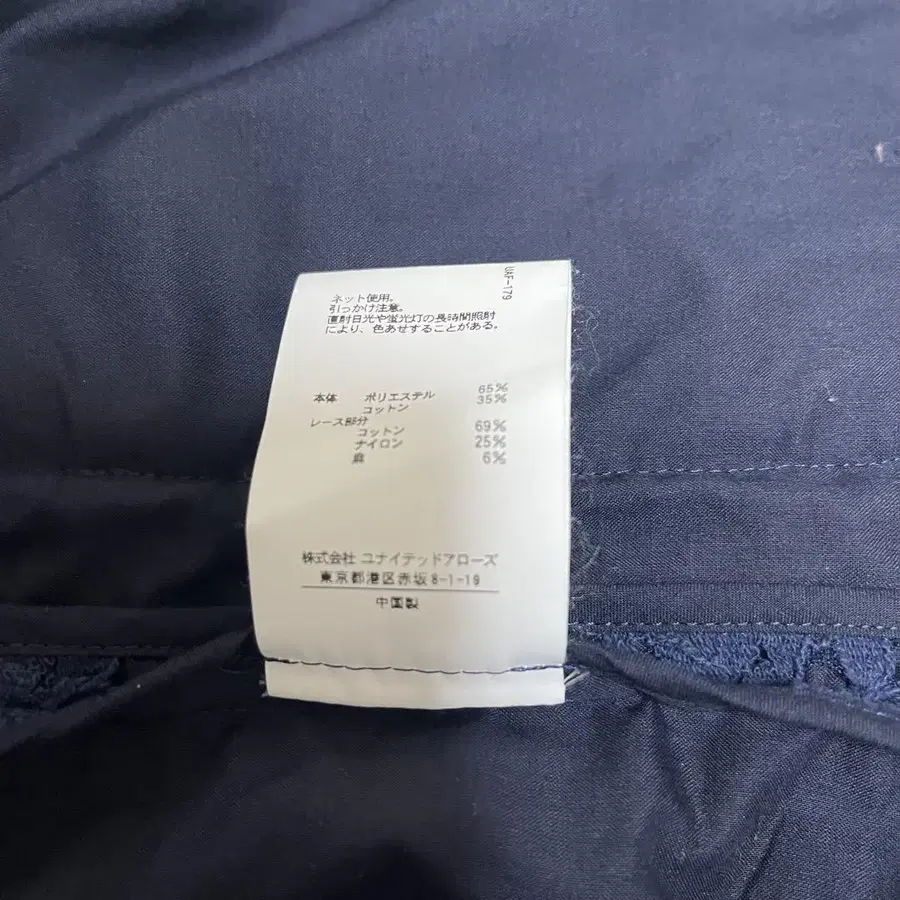 UAF-179
ネット使用。
引っかけ注意。
直射日光や蛍光灯の長時間照射
により、色あせすることがある。
本体 ポリエステル 65%
コットン 35%
レース部分
コットン 69%
ナイロン 25%
麻 6%
株式会社 ユナイテッドアローズ
東京都港区赤坂8-1-19
中国製